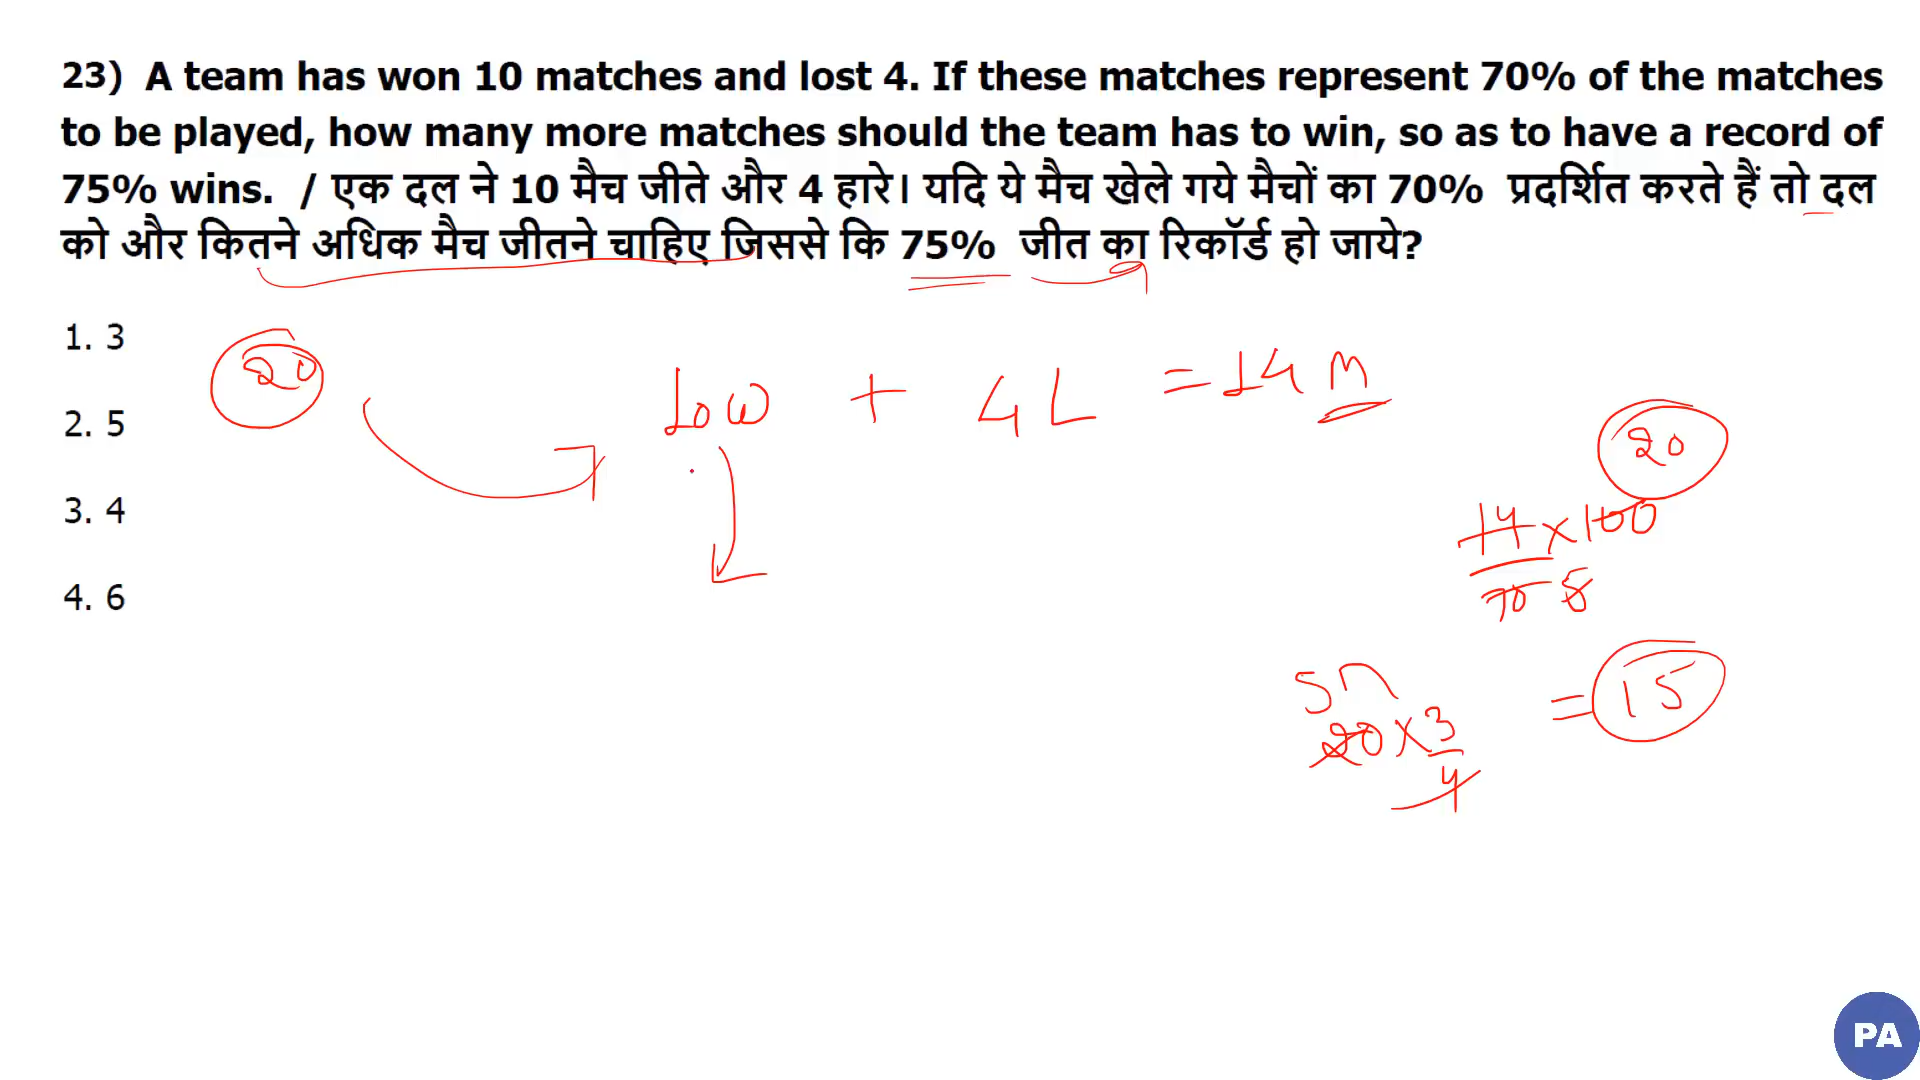 23) A team has won 10 matches and lost 4. If these matches represent 70% of the matches
to be played, how many more matches should the team has to win, so as to have a record of
75% wins. / एक दल ने 10 मैच जीते और 4 हारे। यदि ये मैच खेले गये मैचों का 70% प्रदर्शित करते हैं तो दल
को और कितने अधिक मैच जीतने चाहिए जिससे कि 75% जीत का रिकॉर्ड हो जाये?
1. 3
20
10W + 4L = 14 M
2. 5
20
3. 4
14 × 100
70 5
4. 6
5
20 × 3
4
= 15
PA